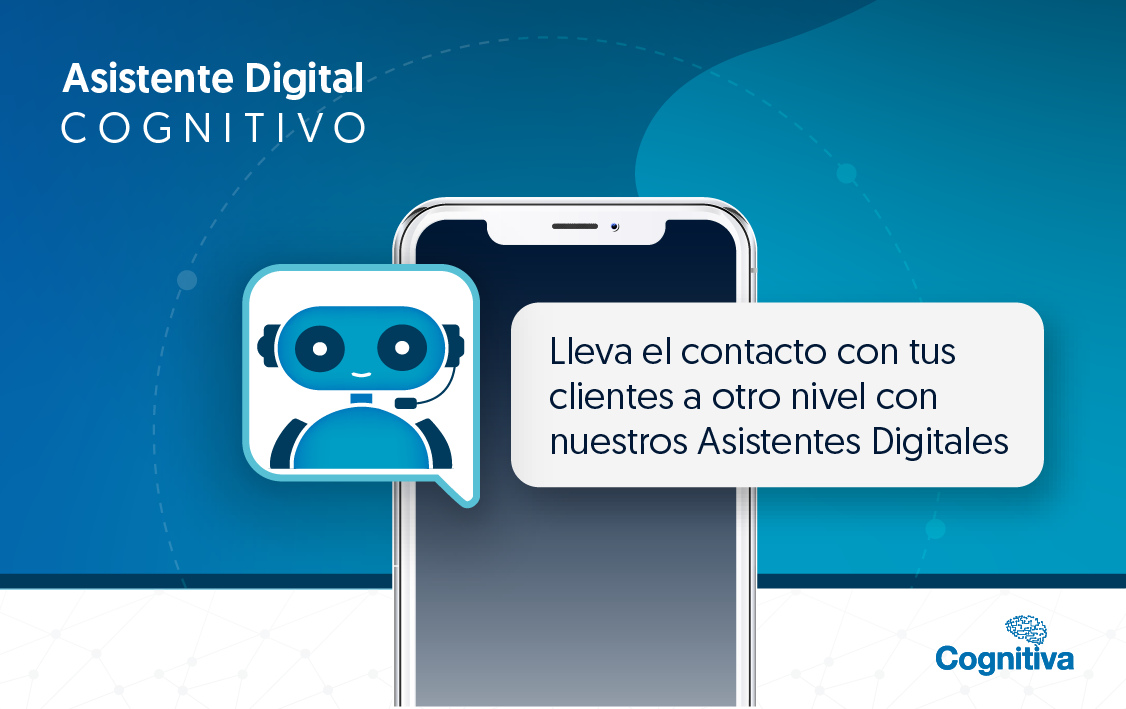 Asistente Digital
COGNITIVO
Lleva el contacto con tus
clientes a otro nivel con
nuestros Asistentes Digitales
Cognitiva